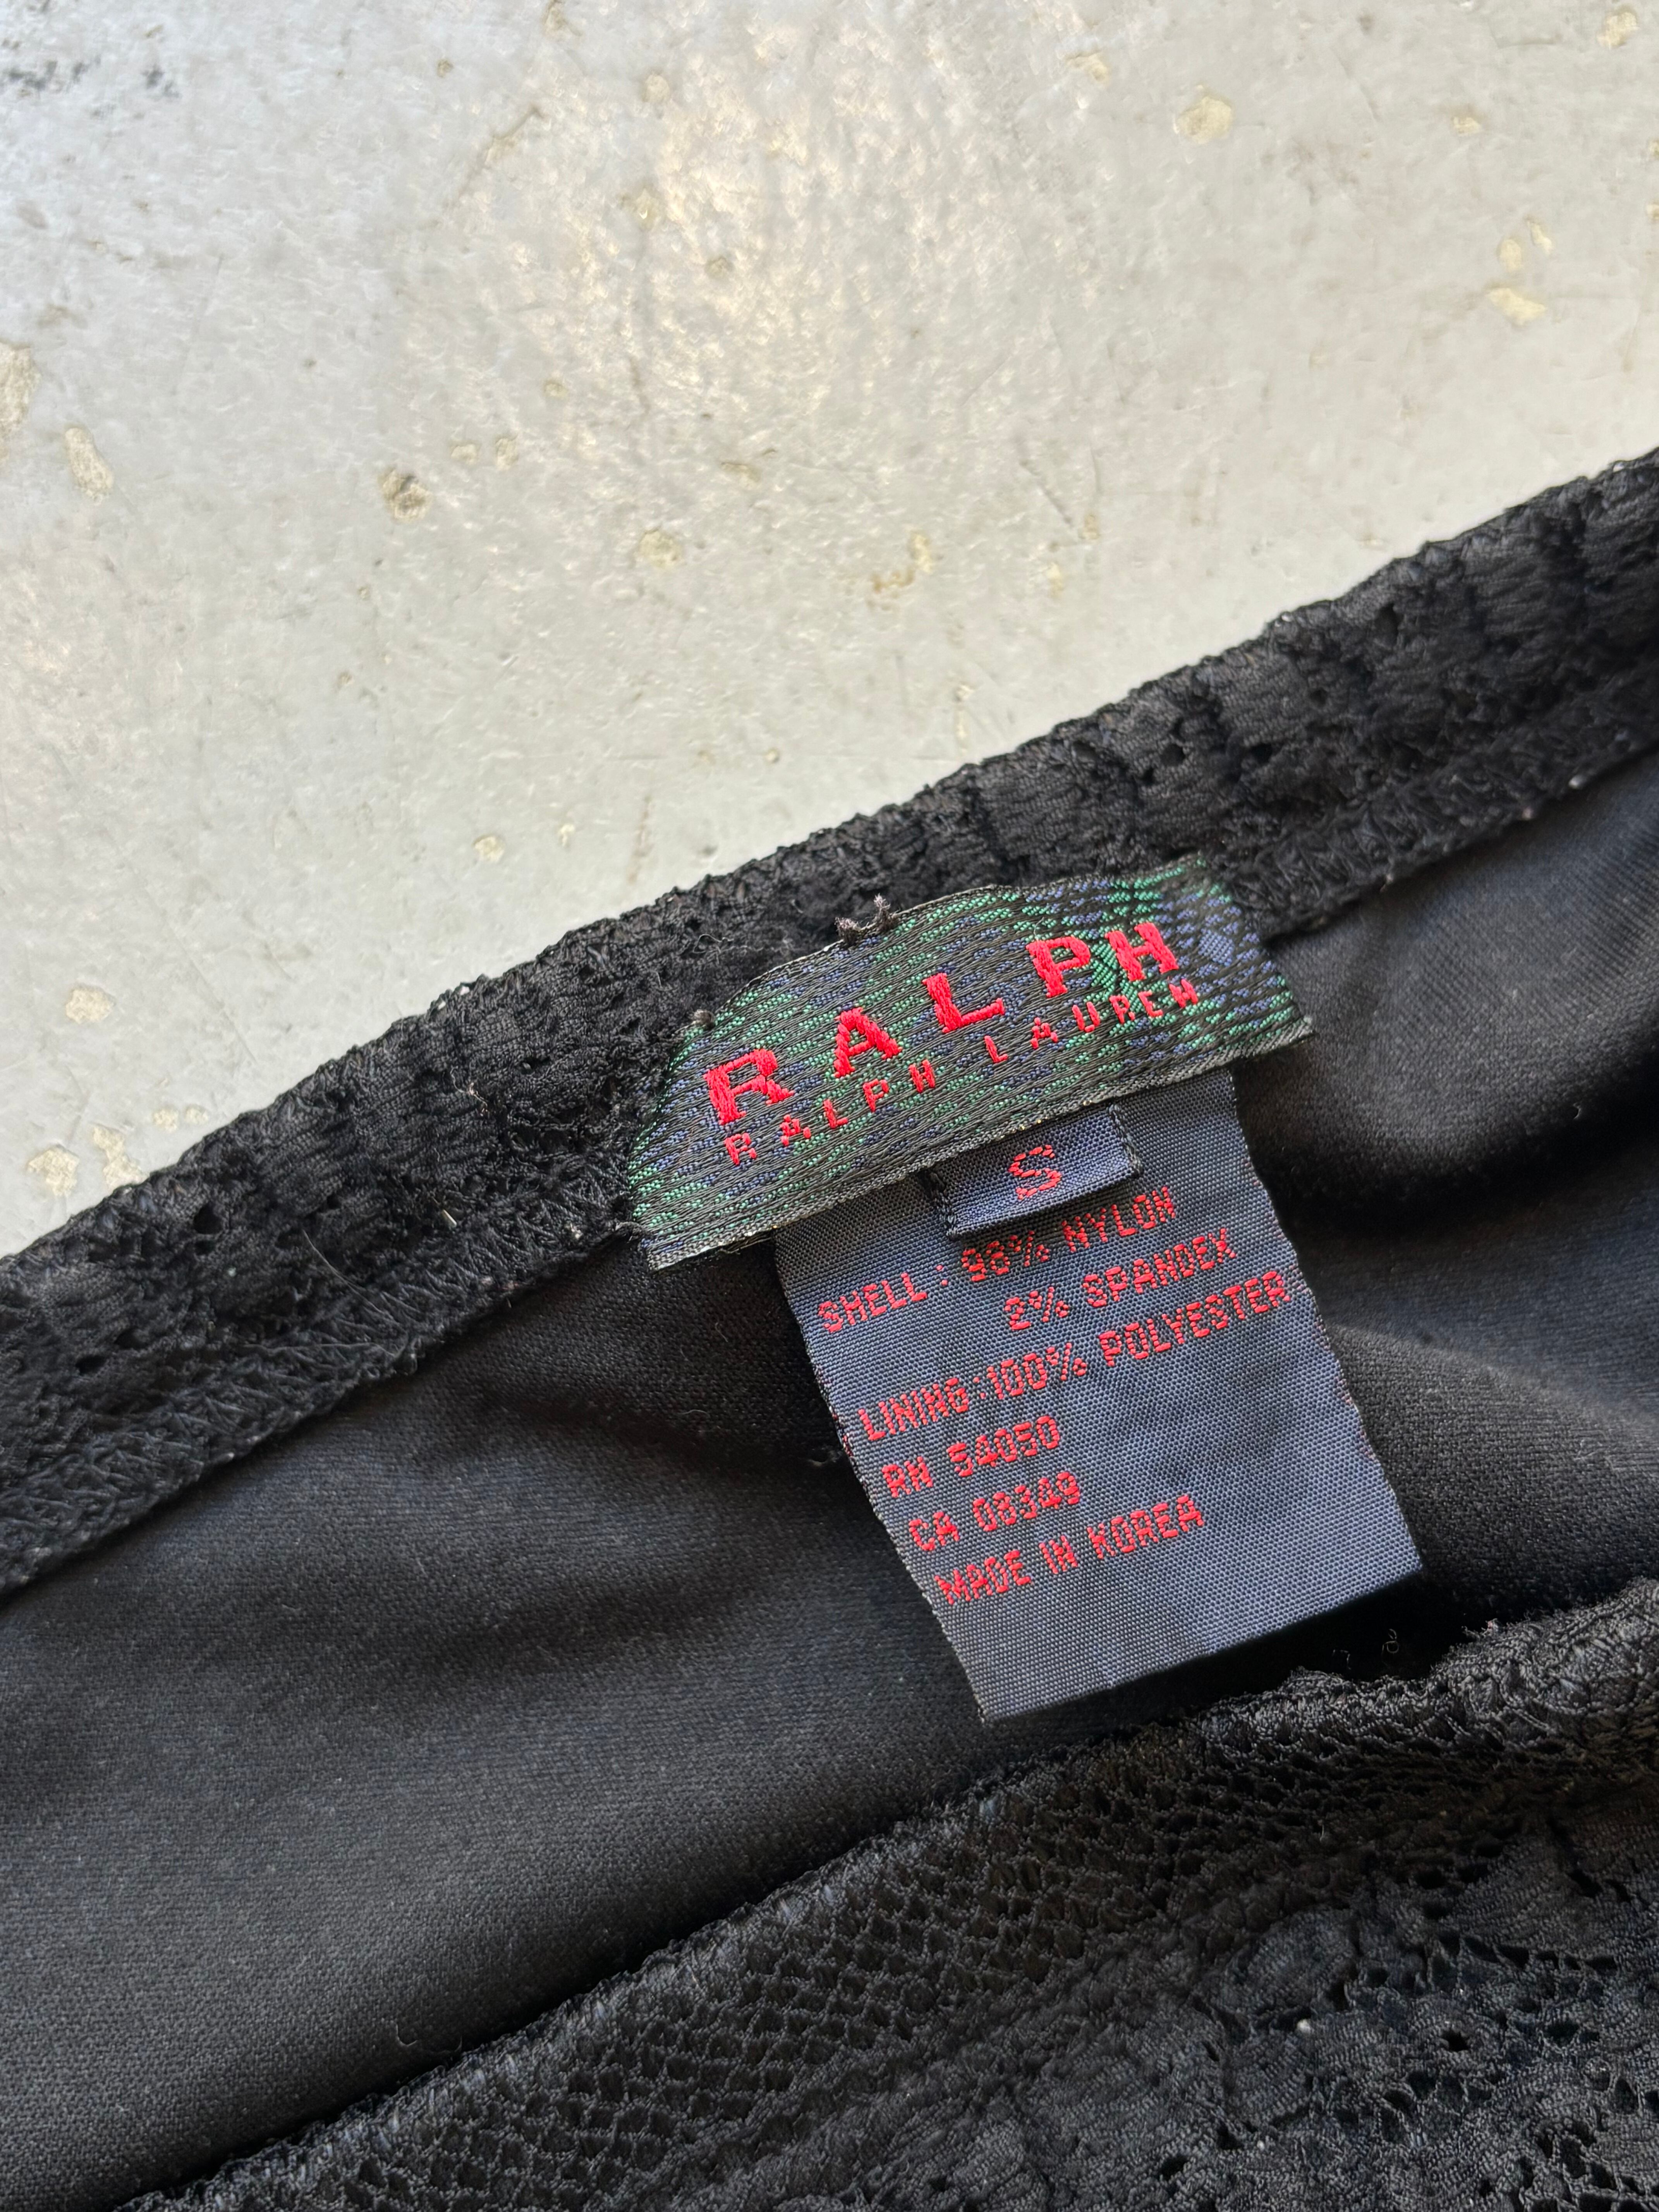 RALPH
RALPH LAUREN
S
SHELL: 98% NYLON
2% SPANDEX
LINING:100% POLYESTER
RN 54050
CA 08349
MADE IN KOREA